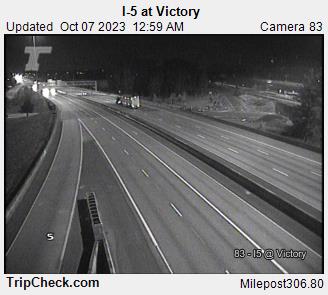 I-5 at Victory
Updated Oct 07 2023 12:59 AM Camera 83
S
83 - I5 @ Victory
TripCheck.com Milepost306.80